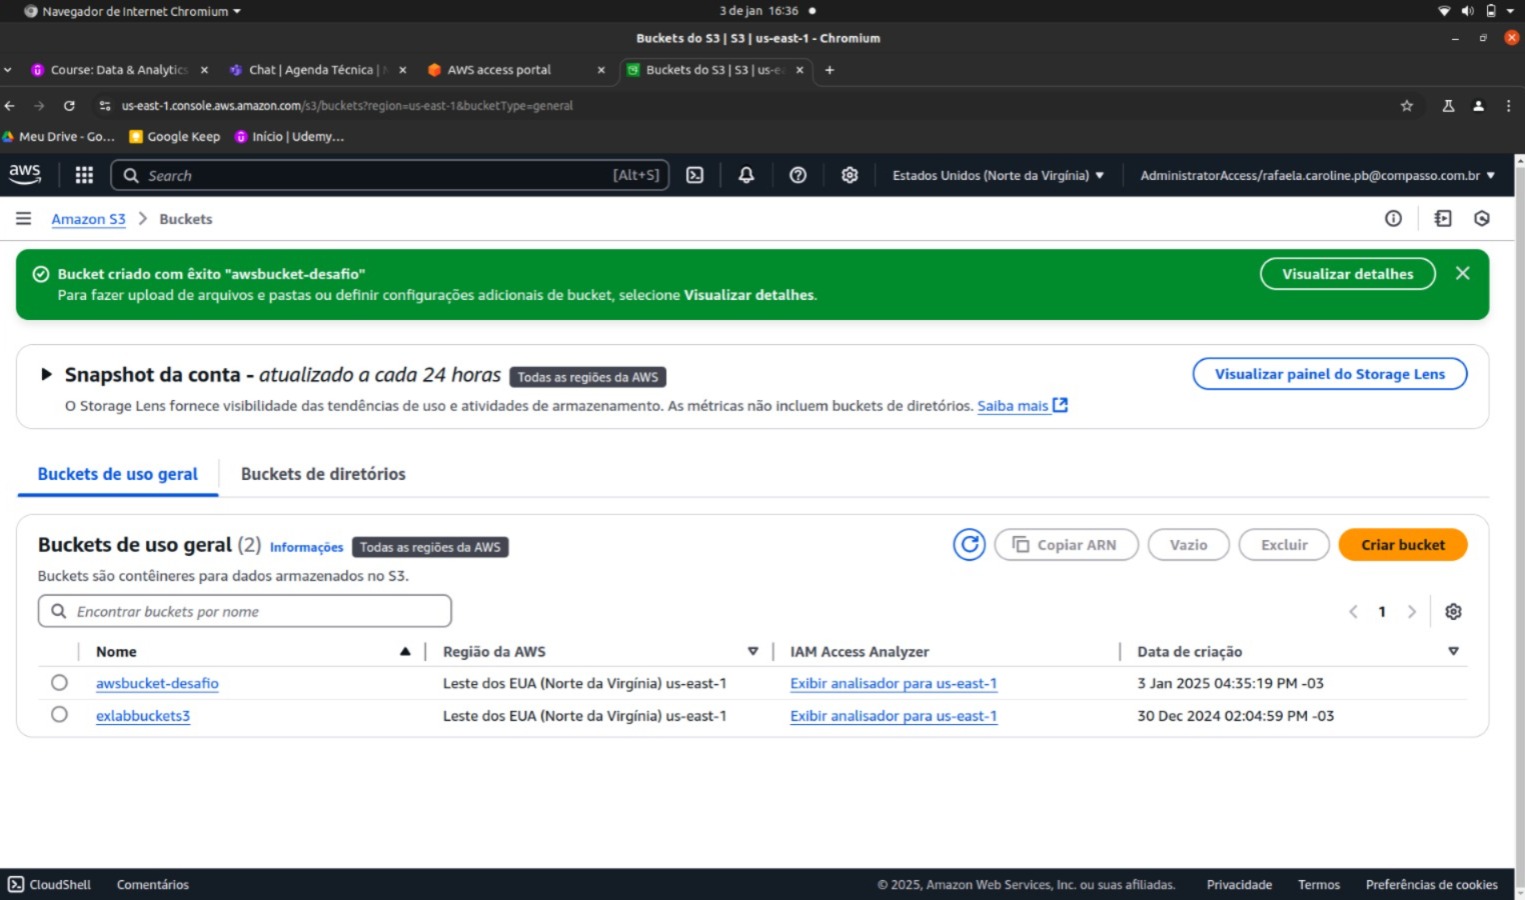 Navegador de Internet Chromium
3 de jan 16:36
Buckets do S3 | S3 | us-east-1 - Chromium
Course: Data & Analytics
Chat | Agenda Técnica |
AWS access portal
Buckets do S3 | S3 | us-ea
us-east-1.console.aws.amazon.com/s3/buckets?region=us-east-1&bucketType=general
Meu Drive - Go...
Google Keep
Início | Udemy...
aws
Search
[Alt+S]
Estados Unidos (Norte da Virgínia)
AdministratorAccess/rafaela.caroline.pb@compasso.com.br
Amazon S3
Buckets
Bucket criado com êxito "awsbucket-desafio"
Para fazer upload de arquivos e pastas ou definir configurações adicionais de bucket, selecione Visualizar detalhes.
Visualizar detalhes
Snapshot da conta - atualizado a cada 24 horas
Todas as regiões da AWS
Visualizar painel do Storage Lens
O Storage Lens fornece visibilidade das tendências de uso e atividades de armazenamento. As métricas não incluem buckets de diretórios. Saiba mais
Buckets de uso geral
Buckets de diretórios
Buckets de uso geral (2)
Informações
Todas as regiões da AWS
Copiar ARN
Vazio
Excluir
Criar bucket
Buckets são contêineres para dados armazenados no S3.
Encontrar buckets por nome
1
Nome
Região da AWS
IAM Access Analyzer
Data de criação
awsbucket-desafio
Leste dos EUA (Norte da Virgínia) us-east-1
Exibir analisador para us-east-1
3 Jan 2025 04:35:19 PM -03
exlabbuckets3
Leste dos EUA (Norte da Virgínia) us-east-1
Exibir analisador para us-east-1
30 Dec 2024 02:04:59 PM -03
CloudShell
Comentários
© 2025, Amazon Web Services, Inc. ou suas afiliadas.
Privacidade
Termos
Preferências de cookies